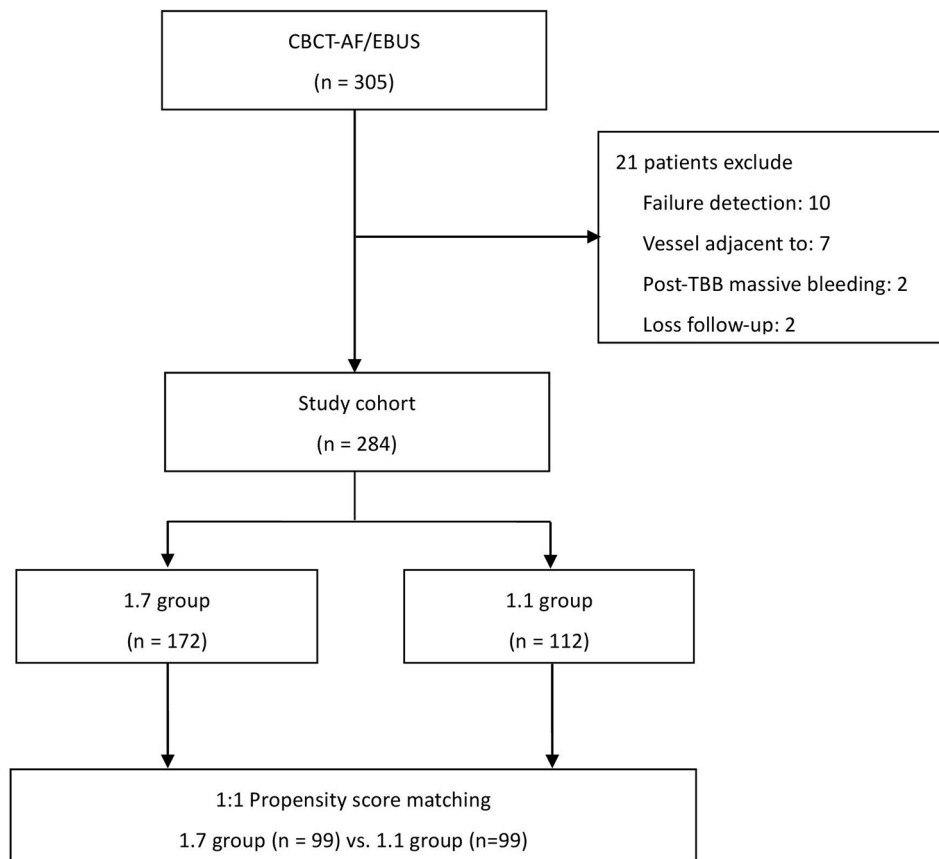 CBCT-AF/EBUS
(n = 305)
21 patients exclude
Failure detection: 10
Vessel adjacent to: 7
Post-TBB massive bleeding: 2
Loss follow-up: 2
Study cohort
(n = 284)
1.7 group
(n = 172)
1.1 group
(n = 112)
1:1 Propensity score matching
1.7 group (n = 99) vs. 1.1 group (n=99)